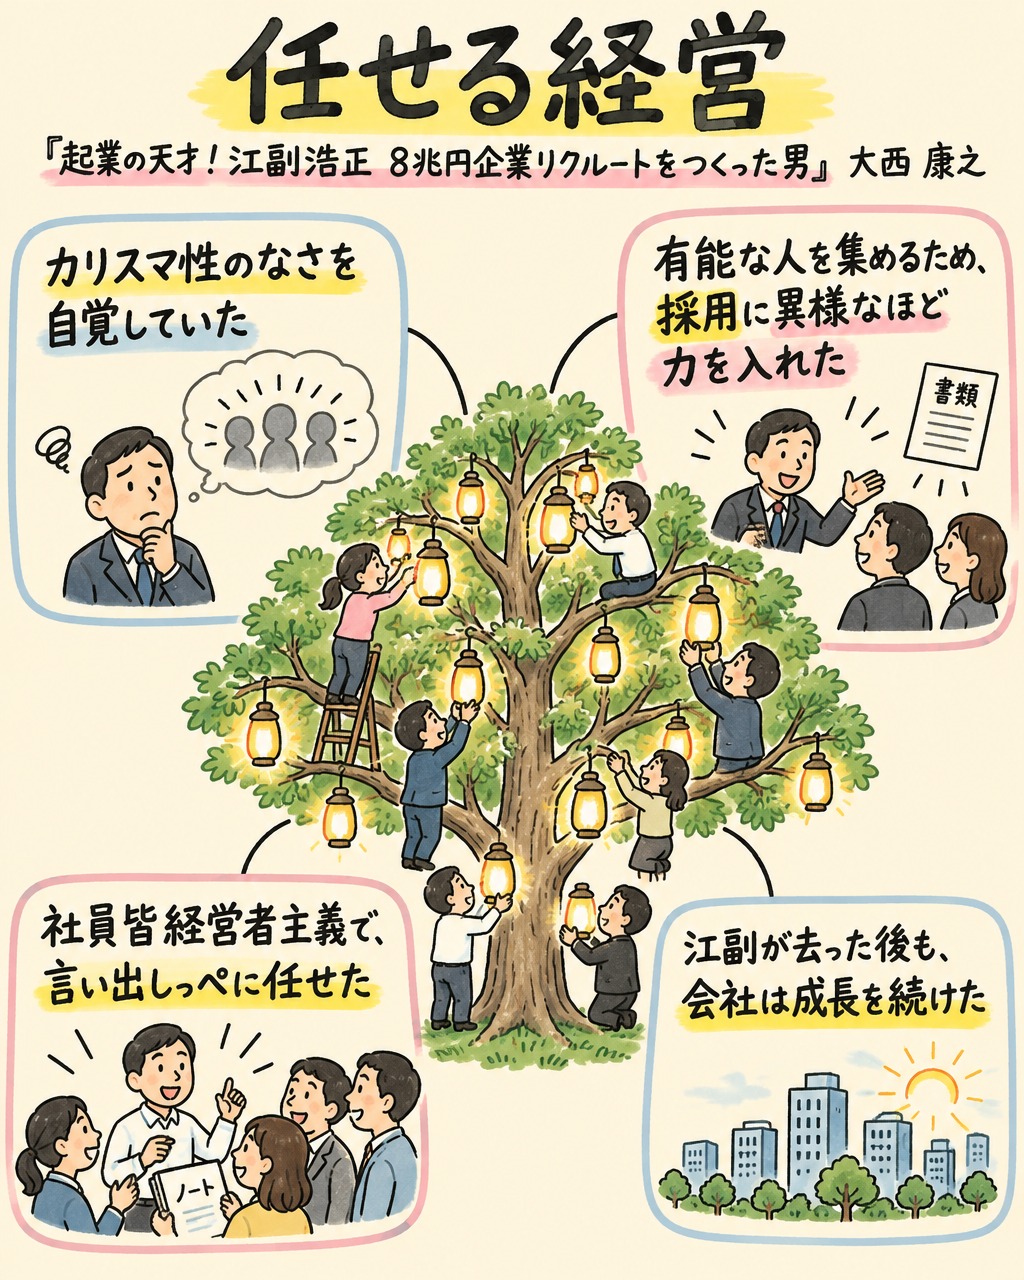 任せる経営
『起業の天才！江副浩正 8兆円企業リクルートをつくった男』 大西 康之
カリスマ性のなさを
自覚していた
有能な人を集めるため、
採用に異様なほど
力を入れた
書類
社員皆経営者主義で、
言い出しっぺに任せた
ノート
江副が去った後も、
会社は成長を続けた